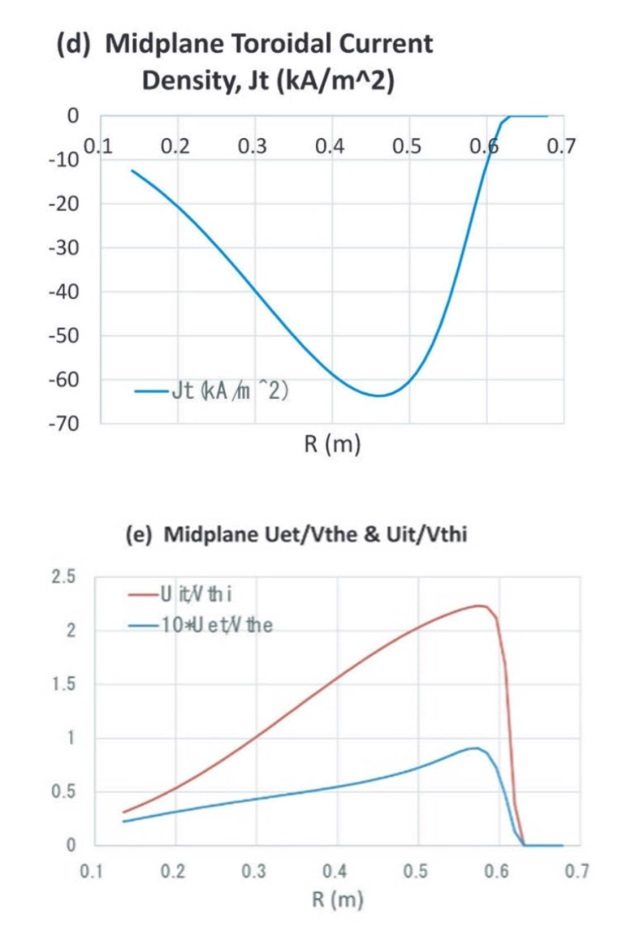 (d) Midplane Toroidal Current
Density, Jt (kA/m^2)
0
0.1 0.2 0.3 0.4 0.5 0.6 0.7
-10
-20
-30
-40
-50
-60
Jt (kA/m^2)
-70
R (m)
(e) Midplane Uet/Vthe & Uit/Vthi
2.5
Uit/Vthi
2
10*Uet/Vthe
1.5
1
0.5
0
0.1 0.2 0.3 0.4 0.5 0.6 0.7
R (m)